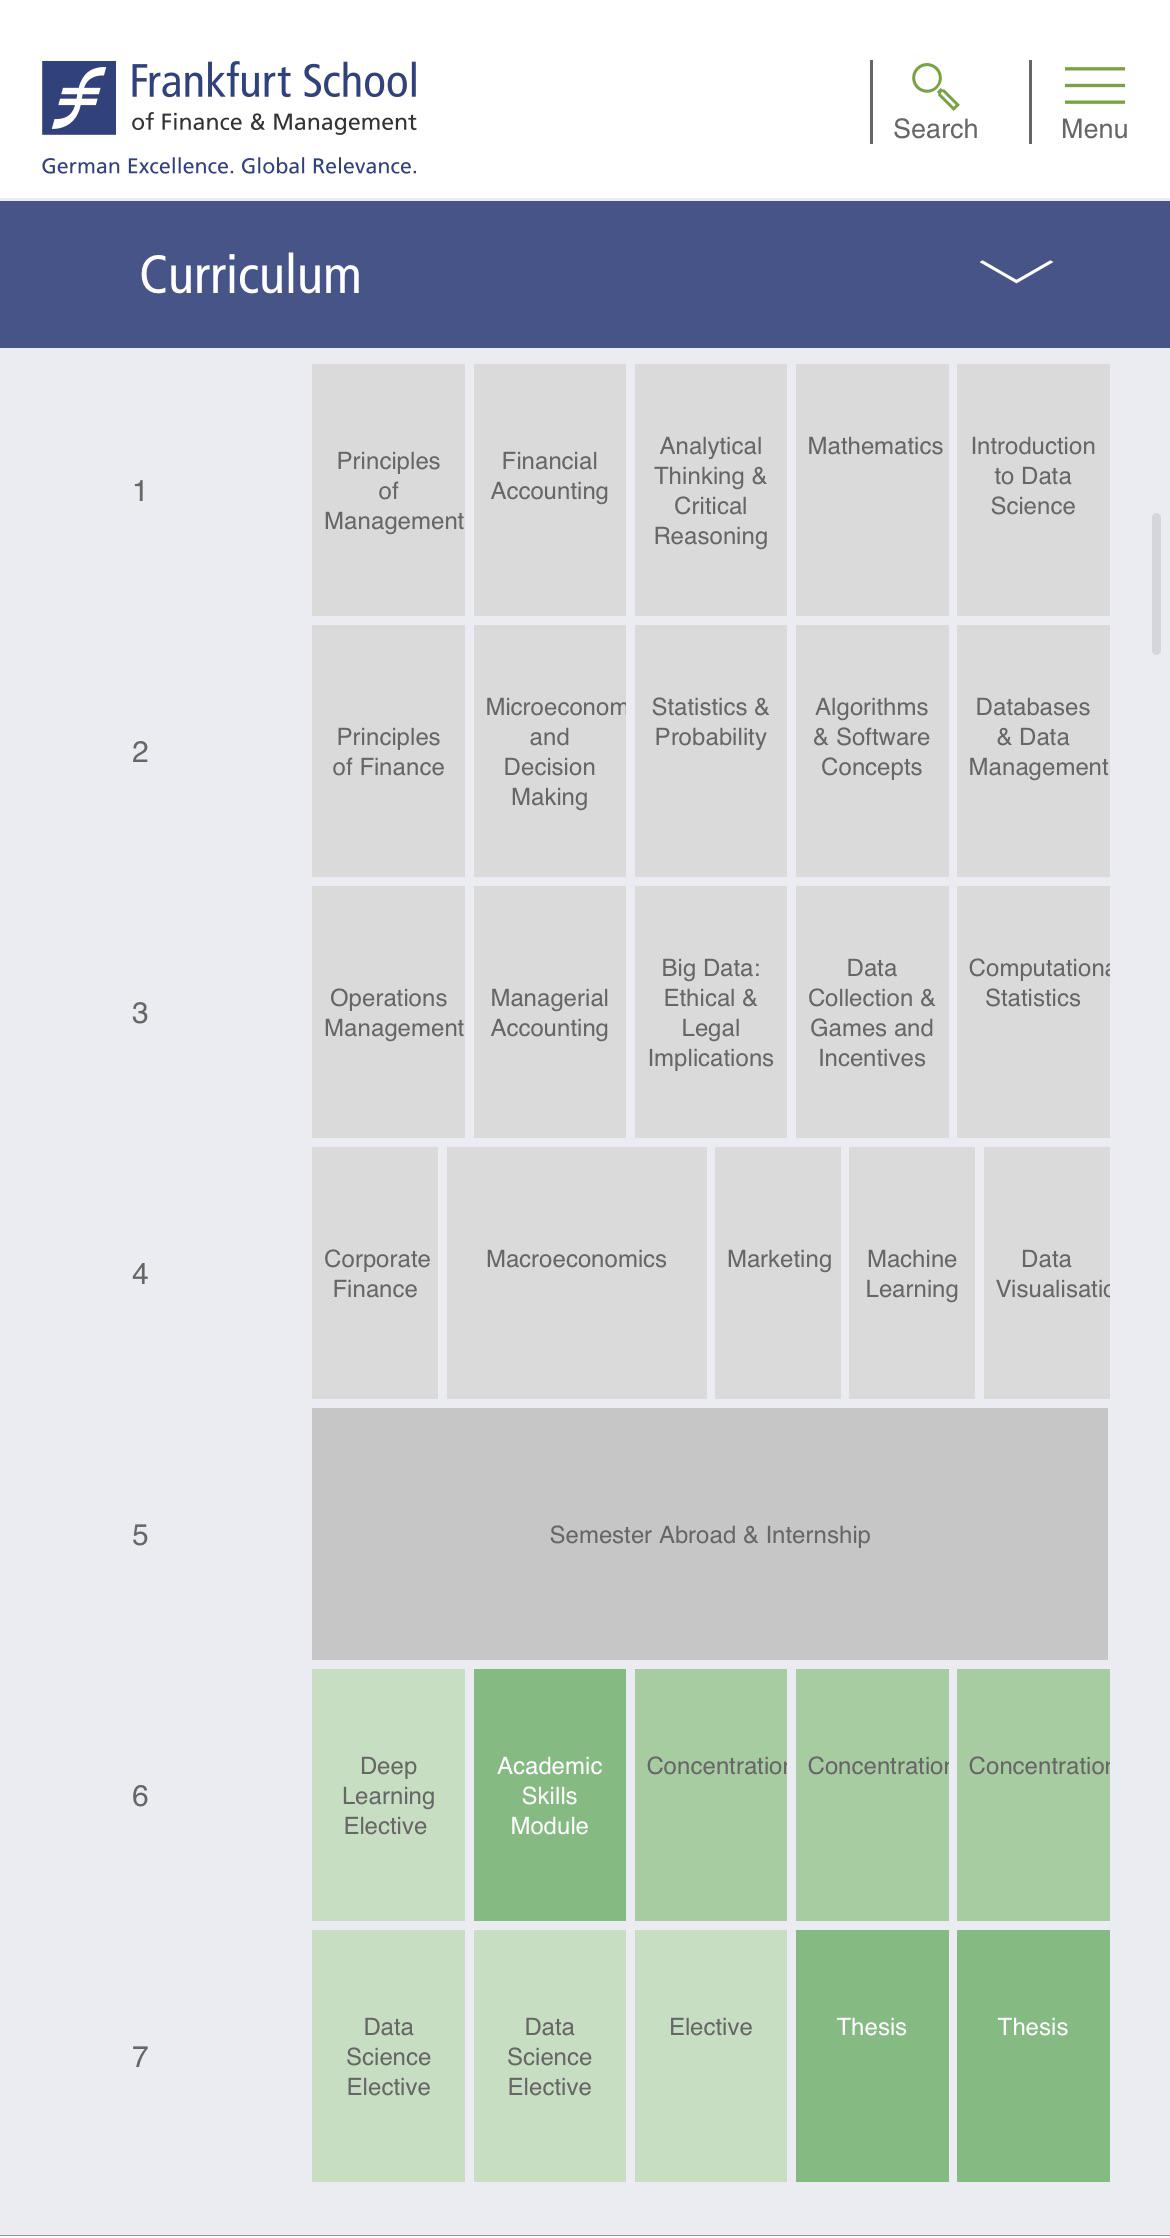 Frankfurt School
of Finance & Management
German Excellence. Global Relevance.
Search
Menu
Curriculum
1
Principles
of
Management
Financial
Accounting
Analytical
Thinking &
Critical
Reasoning
Mathematics
Introduction
to Data
Science
2
Principles
of Finance
Microeconom
and
Decision
Making
Statistics &
Probability
Algorithms
& Software
Concepts
Databases
& Data
Management
3
Operations
Management
Managerial
Accounting
Big Data:
Ethical &
Legal
Implications
Data
Collection &
Games and
Incentives
Computationa
Statistics
4
Corporate
Finance
Macroeconomics
Marketing
Machine
Learning
Data
Visualisatio
5
Semester Abroad & Internship
6
Deep
Learning
Elective
Academic
Skills
Module
Concentration
Concentration
Concentration
7
Data
Science
Elective
Data
Science
Elective
Elective
Thesis
Thesis